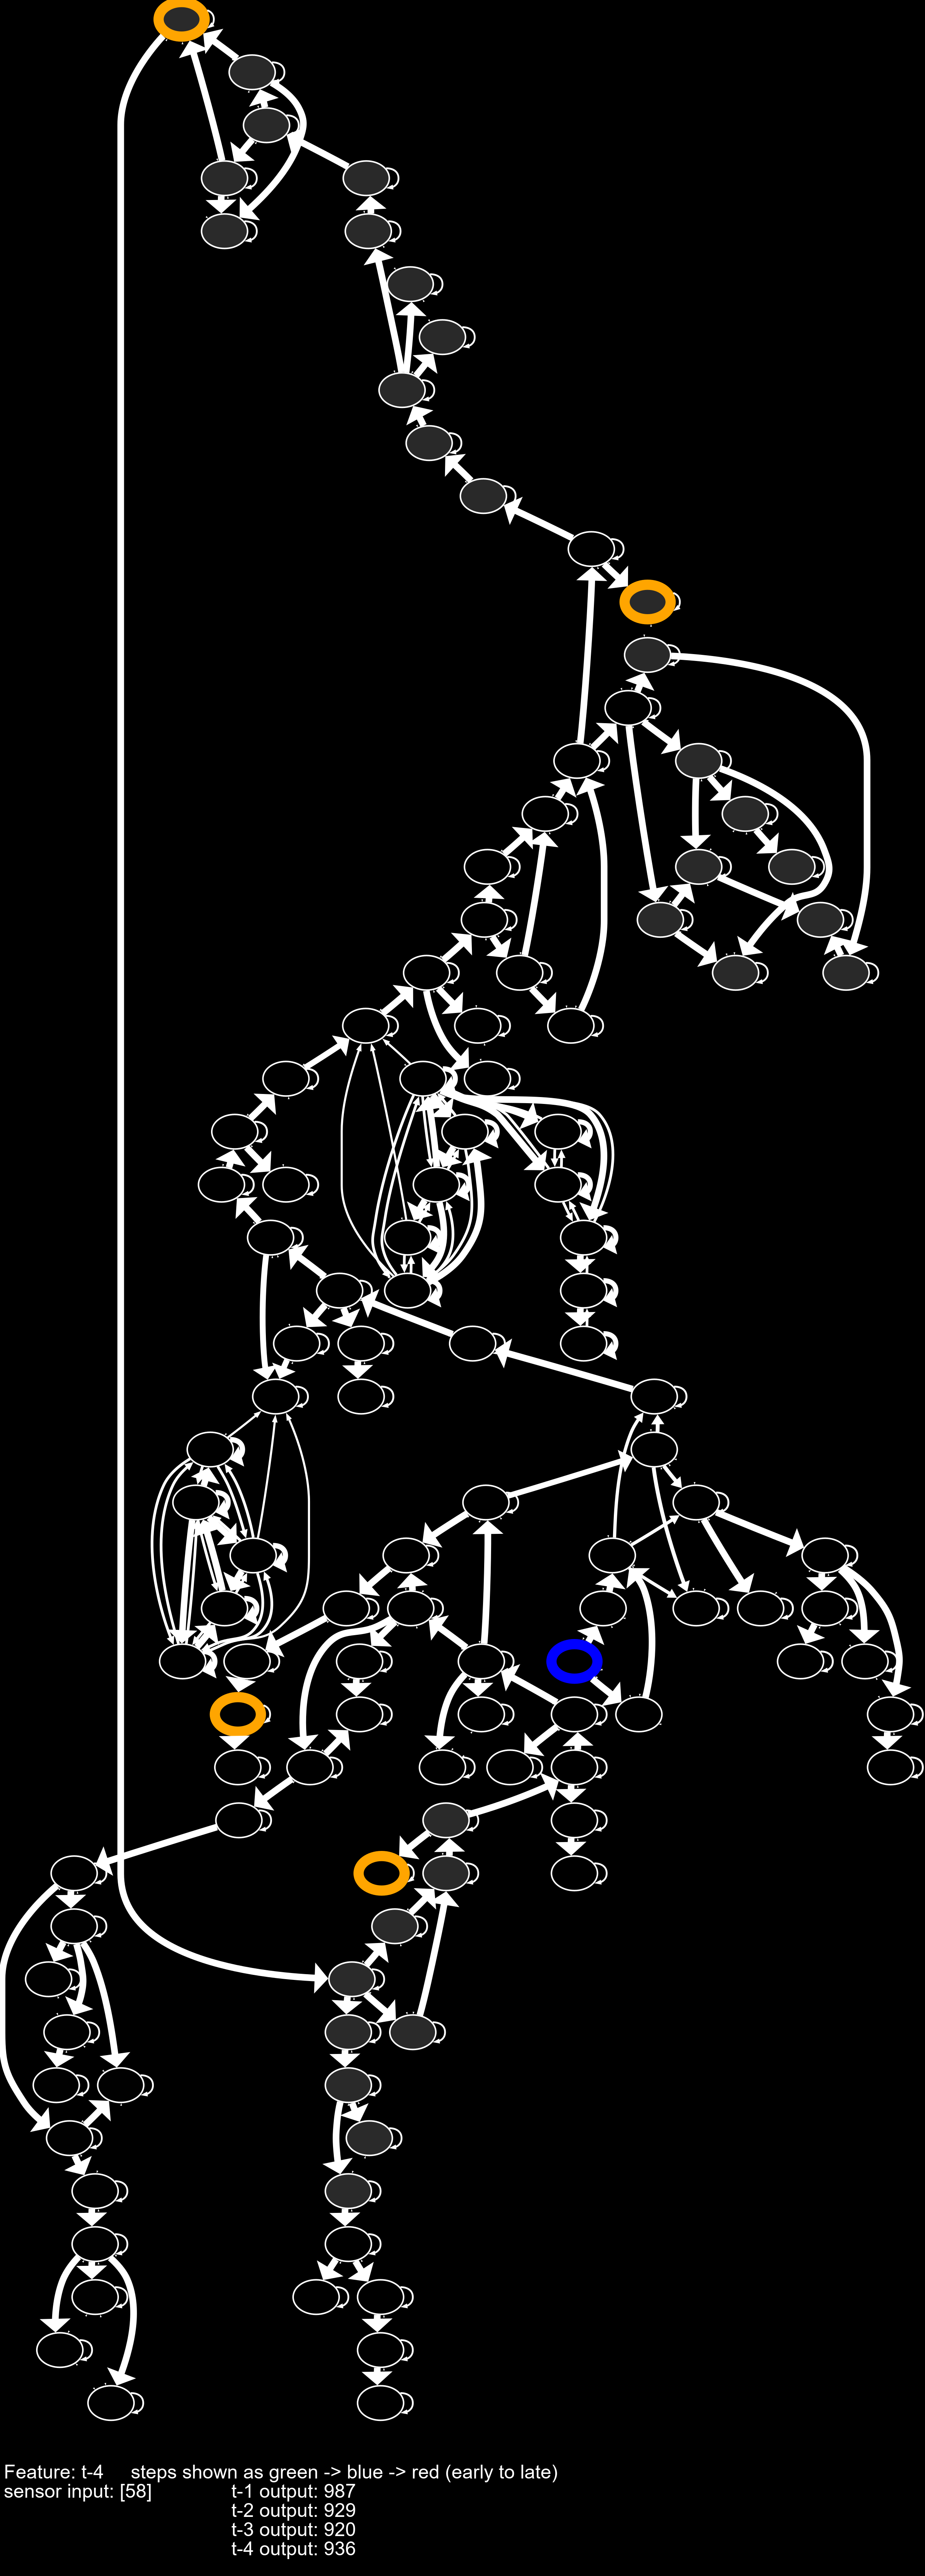 Feature: t-4 steps shown as green -> blue -> red (early to late)
sensor input: [58] t-1 output: 987
t-2 output: 929
t-3 output: 920
t-4 output: 936